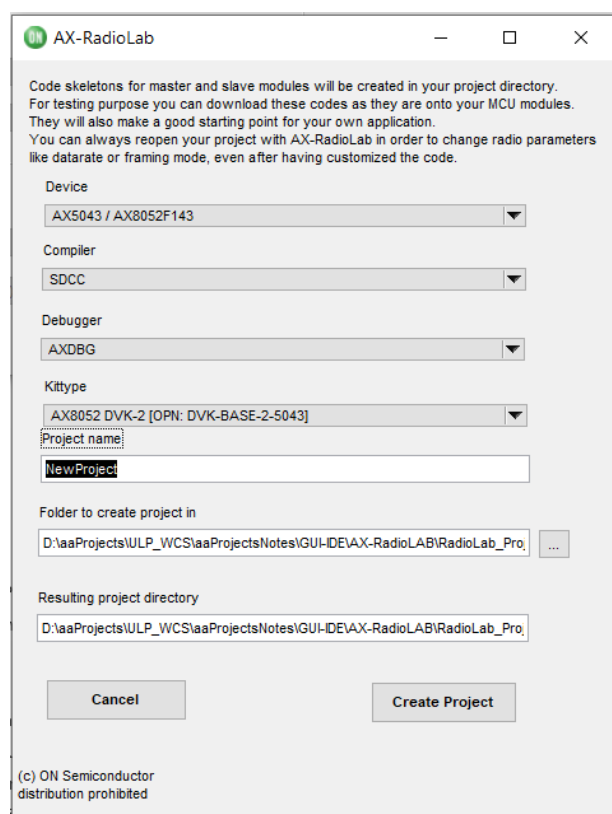 ON AX-RadioLab
Code skeletons for master and slave modules will be created in your project directory.
For testing purpose you can download these codes as they are onto your MCU modules.
They will also make a good starting point for your own application.
You can always reopen your project with AX-RadioLab in order to change radio parameters
like datarate or framing mode, even after having customized the code.
Device
AX5043 / AX8052F143
Compiler
SDCC
Debugger
AXDBG
Kittype
AX8052 DVK-2 [OPN: DVK-BASE-2-5043]
Project name
NewProject
Folder to create project in
D:\aaProjects\ULP_WCS\aaProjectsNotes\GUI-IDE\AX-RadioLAB\RadioLab_Proj
...
Resulting project directory
D:\aaProjects\ULP_WCS\aaProjectsNotes\GUI-IDE\AX-RadioLAB\RadioLab_Proj
Cancel
Create Project
(c) ON Semiconductor
distribution prohibited